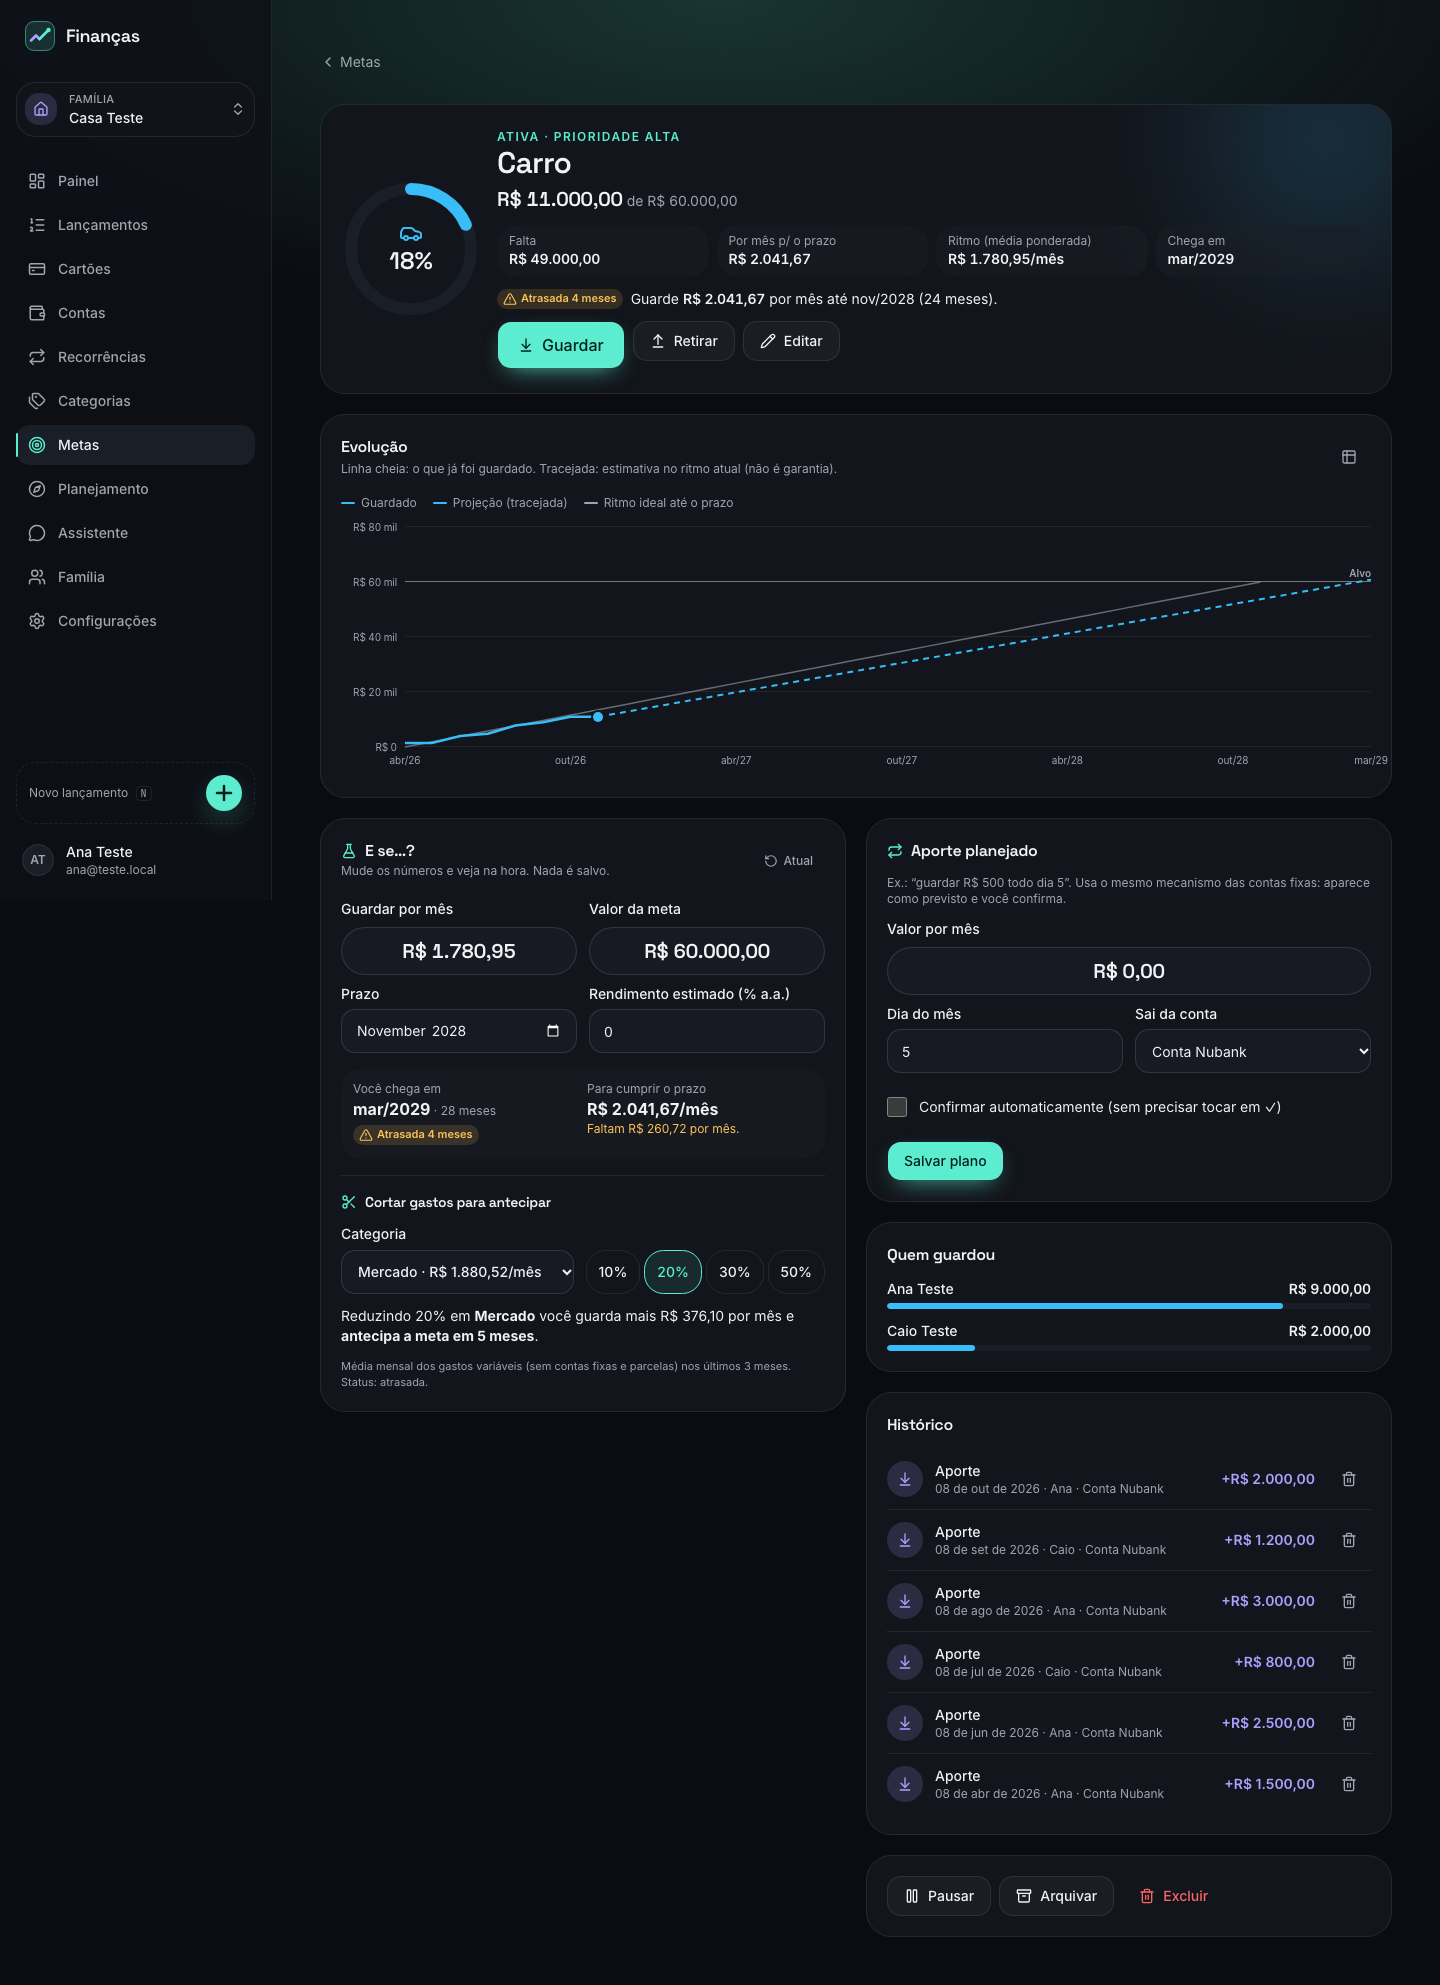 Finanças
FAMÍLIA
Casa Teste
Painel
Lançamentos
Cartões
Contas
Recorrências
Categorias
Metas
Planejamento
Assistente
Família
Configurações
Novo lançamento N
AT
Ana Teste
ana@teste.local
Metas
18%
ATIVA · PRIORIDADE ALTA
Carro
R$ 11.000,00 de R$ 60.000,00
Falta
R$ 49.000,00
Por mês p/ o prazo
R$ 2.041,67
Ritmo (média ponderada)
R$ 1.780,95/mês
Chega em
mar/2029
Atrasada 4 meses
Guarde R$ 2.041,67 por mês até nov/2028 (24 meses).
Guardar
Retirar
Editar
Evolução
Linha cheia: o que já foi guardado. Tracejada: estimativa no ritmo atual (não é garantia).
Guardado
Projeção (tracejada)
Ritmo ideal até o prazo
R$ 80 mil
R$ 60 mil
R$ 40 mil
R$ 20 mil
R$ 0
Alvo
abr/26
out/26
abr/27
out/27
abr/28
out/28
mar/29
E se...?
Mude os números e veja na hora. Nada é salvo.
Atual
Guardar por mês
R$ 1.780,95
Valor da meta
R$ 60.000,00
Prazo
November 2028
Rendimento estimado (% a.a.)
0
Você chega em
mar/2029 · 28 meses
Atrasada 4 meses
Para cumprir o prazo
R$ 2.041,67/mês
Faltam R$ 260,72 por mês.
Cortar gastos para antecipar
Categoria
Mercado · R$ 1.880,52/mês
10%
20%
30%
50%
Reduzindo 20% em Mercado você guarda mais R$ 376,10 por mês e
antecipa a meta em 5 meses.
Média mensal dos gastos variáveis (sem contas fixas e parcelas) nos últimos 3 meses.
Status: atrasada.
Aporte planejado
Ex.: “guardar R$ 500 todo dia 5”. Usa o mesmo mecanismo das contas fixas: aparece
como previsto e você confirma.
Valor por mês
R$ 0,00
Dia do mês
5
Sai da conta
Conta Nubank
Confirmar automaticamente (sem precisar tocar em ✓)
Salvar plano
Quem guardou
Ana Teste
R$ 9.000,00
Caio Teste
R$ 2.000,00
Histórico
Aporte
08 de out de 2026 · Ana · Conta Nubank
+R$ 2.000,00
Aporte
08 de set de 2026 · Caio · Conta Nubank
+R$ 1.200,00
Aporte
08 de ago de 2026 · Ana · Conta Nubank
+R$ 3.000,00
Aporte
08 de jul de 2026 · Caio · Conta Nubank
+R$ 800,00
Aporte
08 de jun de 2026 · Ana · Conta Nubank
+R$ 2.500,00
Aporte
08 de abr de 2026 · Ana · Conta Nubank
+R$ 1.500,00
Pausar
Arquivar
Excluir